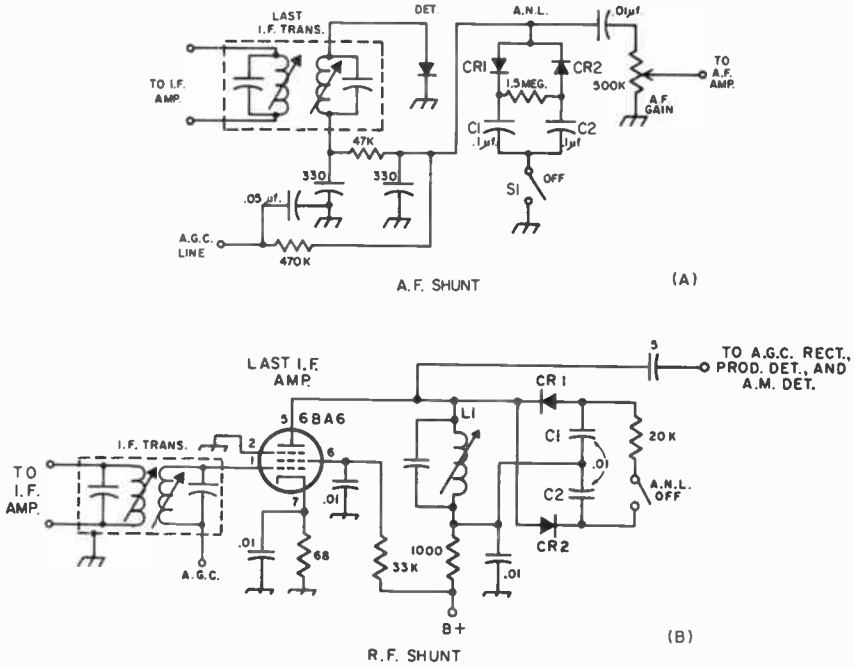 DET.
A.N.L.
.01µf.
LAST
I.F. TRANS.
TO I.F.
AMP.
CR1
CR2
1.5MEG.
500K
TO
A.F.
AMP.
A.F.
GAIN
C1
.1µf.
C2
.1µf
47K
330
330
.05 µf.
S1
OFF
A.G.C.
LINE
470K
A.F. SHUNT
(A)
LAST I.F.
AMP.
5
TO A.G.C. RECT.,
PROD. DET., AND
A.M. DET.
5
6BA6
CR1
L1
I.F. TRANS.
2
1
6
7
C1
20K
TO
I.F.
AMP.
.01
.01
C2
A.N.L.
OFF
.01
68
33K
1000
.01
CR2
A.G.C.
B+
(B)
R.F. SHUNT